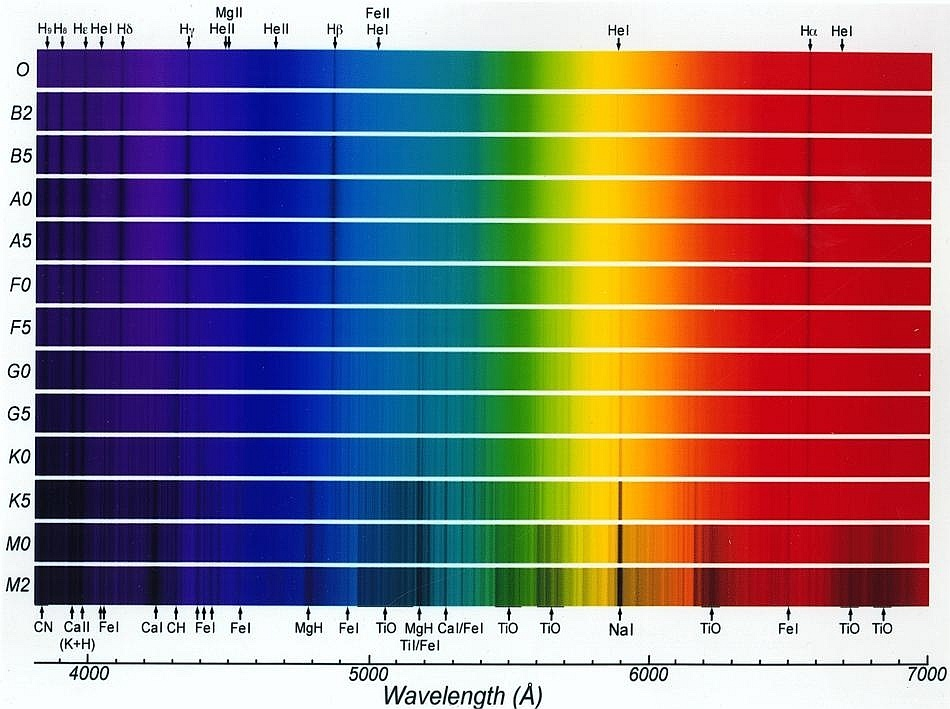 MgII FeII
H₉ H₈ Hε HeI Hδ Hγ HeII HeII Hβ HeI HeI Hα HeI
O
B2
B5
A0
A5
F0
F5
G0
G5
K0
K5
M0
M2
CN CaII FeI CaI CH FeI FeI MgH FeI TiO MgH CaI/FeI TiO TiO NaI TiO FeI TiO TiO
(K+H) TiI/FeI
4000 5000 6000 7000
Wavelength (Å)